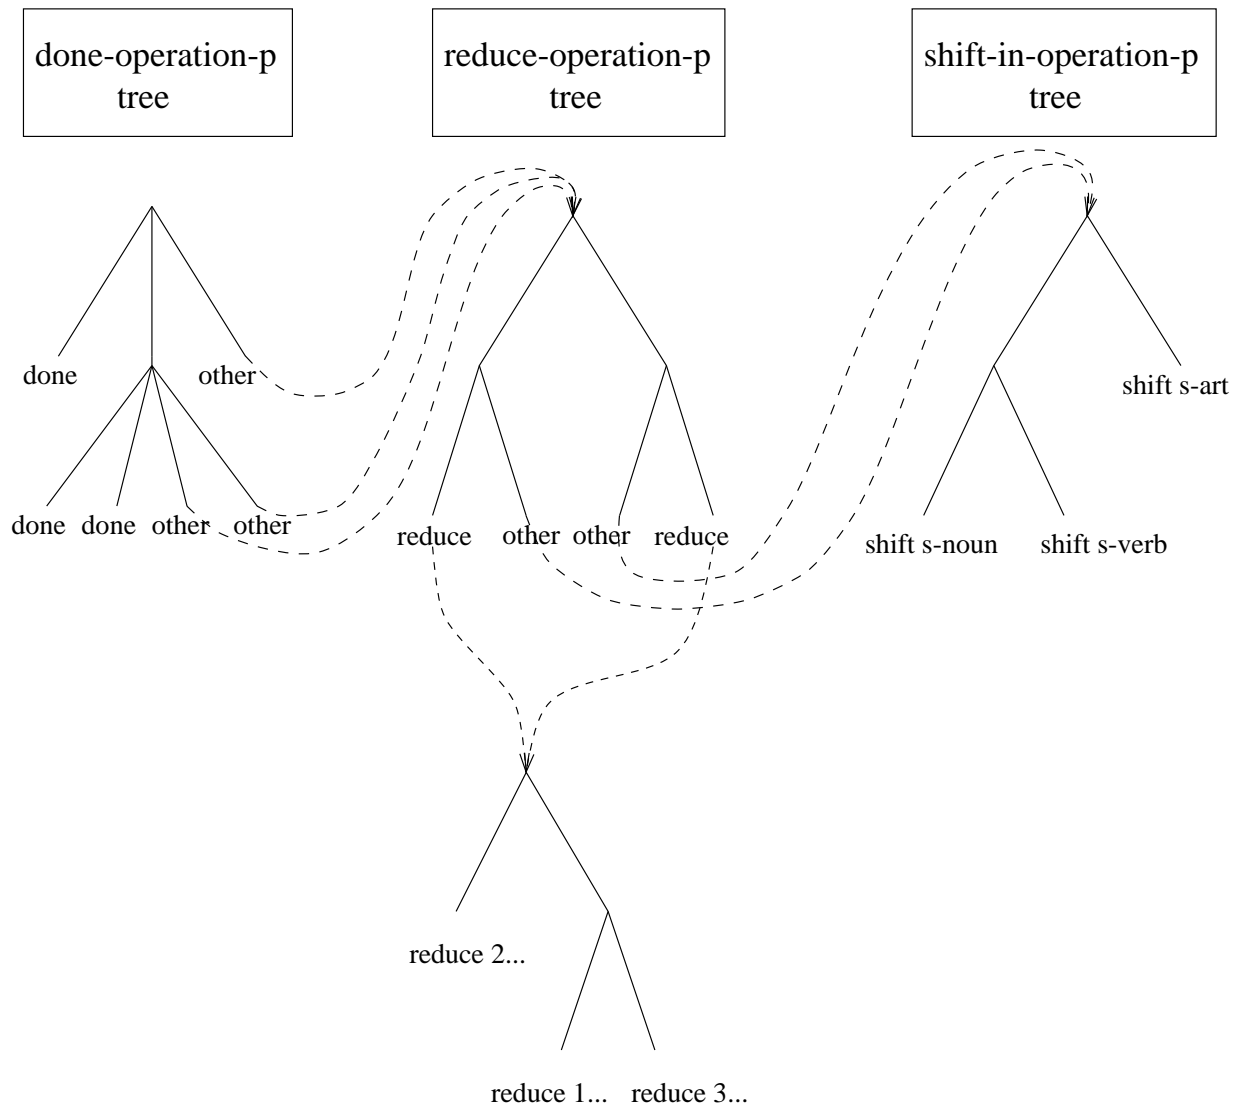 done-operation-p
tree
reduce-operation-p
tree
shift-in-operation-p
tree
done
other
shift s-art
done done other other
reduce other other reduce
shift s-noun shift s-verb
reduce 2...
reduce 1... reduce 3...